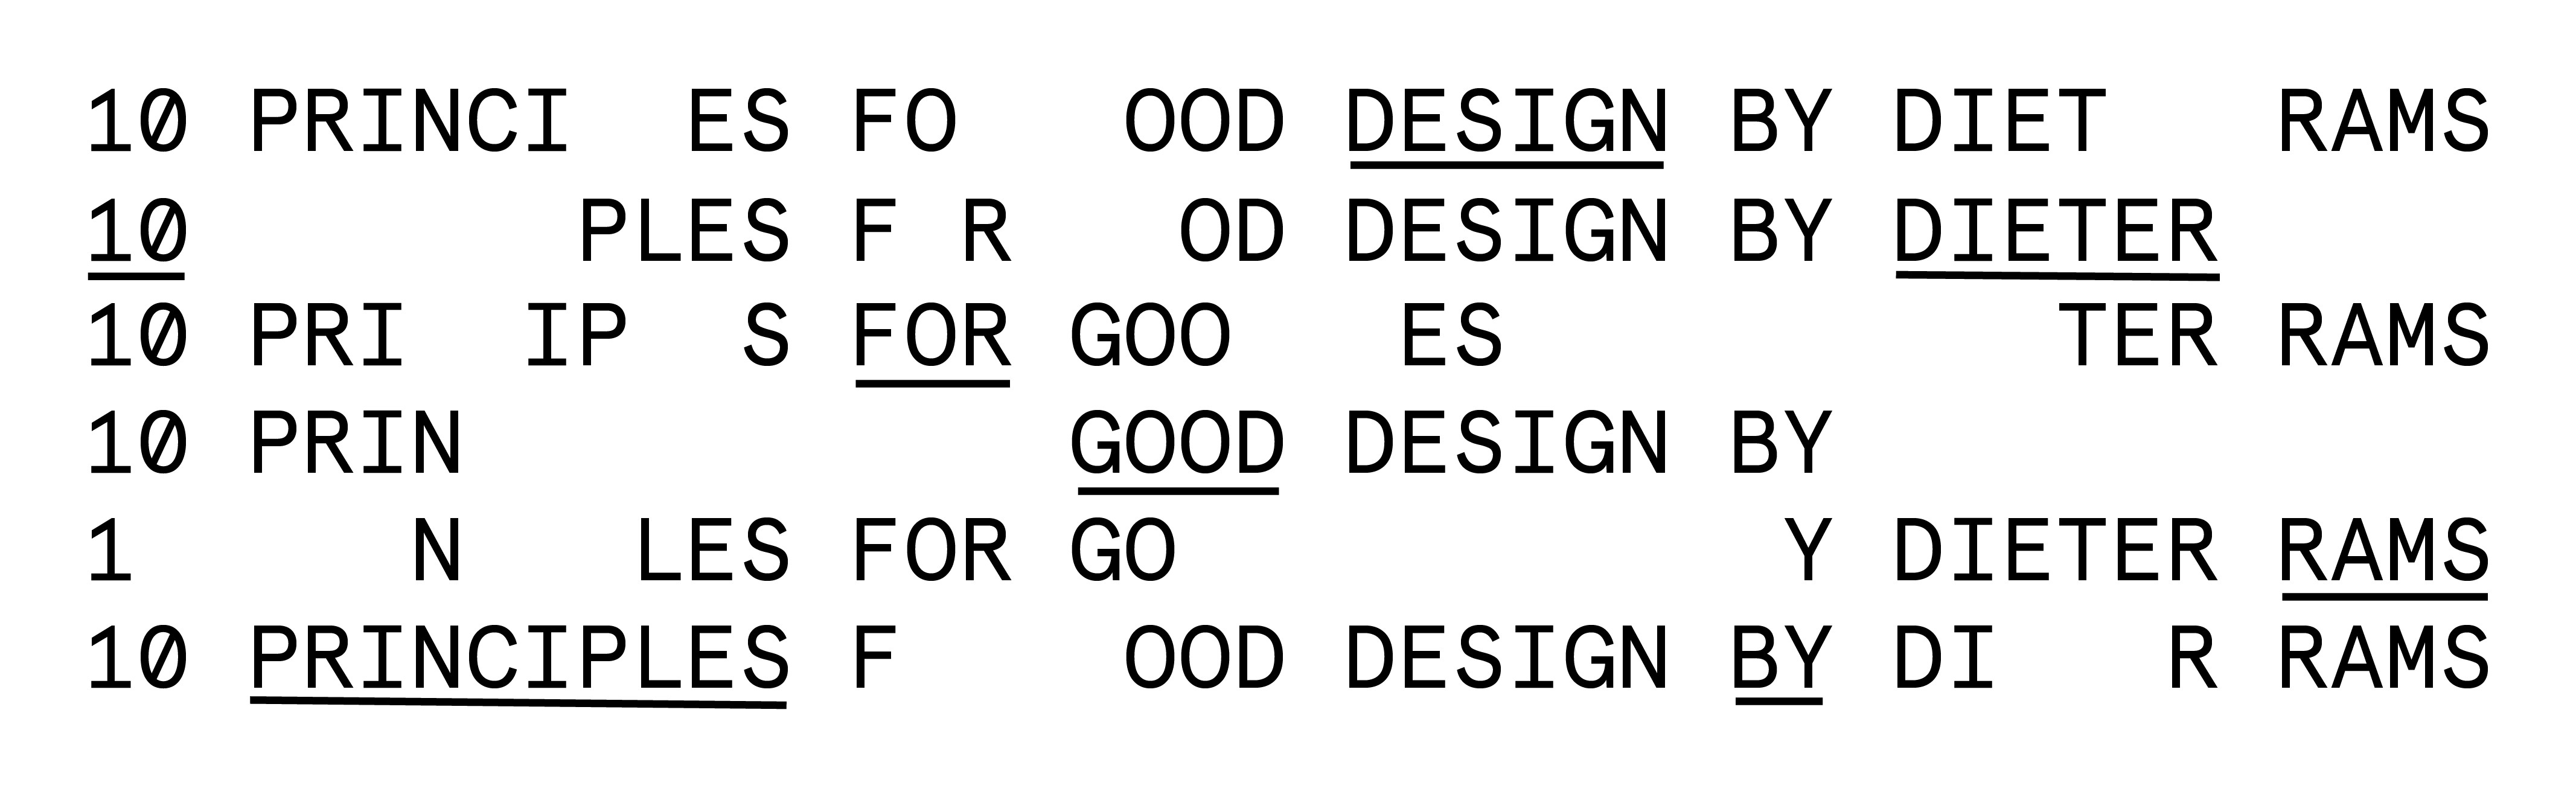 10 PRINCI  ES FO   OOD DESIGN BY DIET   RAMS
10       PLES F R   OD DESIGN BY DIETER
10 PRI  IP  S FOR GOO   ES          TER RAMS
10 PRIN           GOOD DESIGN BY
1     N   LES FOR GO           Y DIETER RAMS
10 PRINCIPLES F    OOD DESIGN BY DI   R RAMS